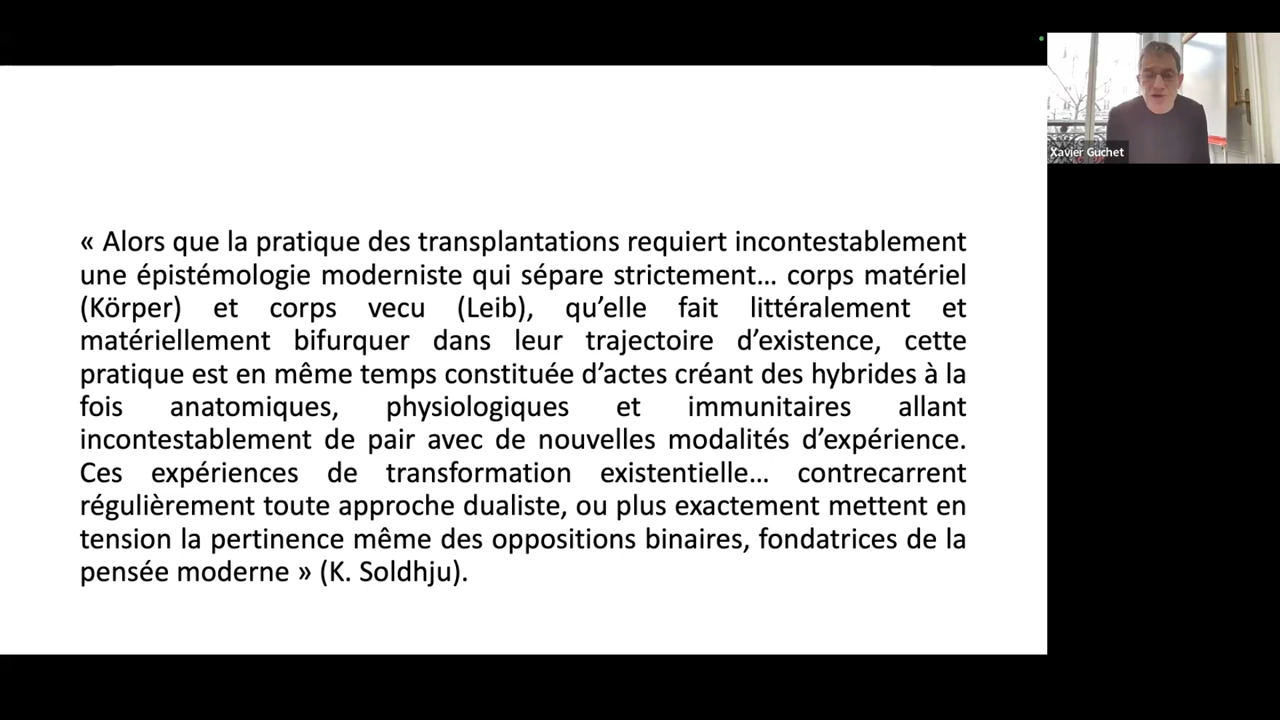 « Alors que la pratique des transplantations requiert incontestablement
une épistémologie moderniste qui sépare strictement… corps matériel
(Körper) et corps vecu (Leib), qu’elle fait littéralement et
matériellement bifurquer dans leur trajectoire d’existence, cette
pratique est en même temps constituée d’actes créant des hybrides à la
fois anatomiques, physiologiques et immunitaires allant
incontestablement de pair avec de nouvelles modalités d’expérience.
Ces expériences de transformation existentielle… contrecarrent
régulièrement toute approche dualiste, ou plus exactement mettent en
tension la pertinence même des oppositions binaires, fondatrices de la
pensée moderne » (K. Soldhju).
Xavier Guchet